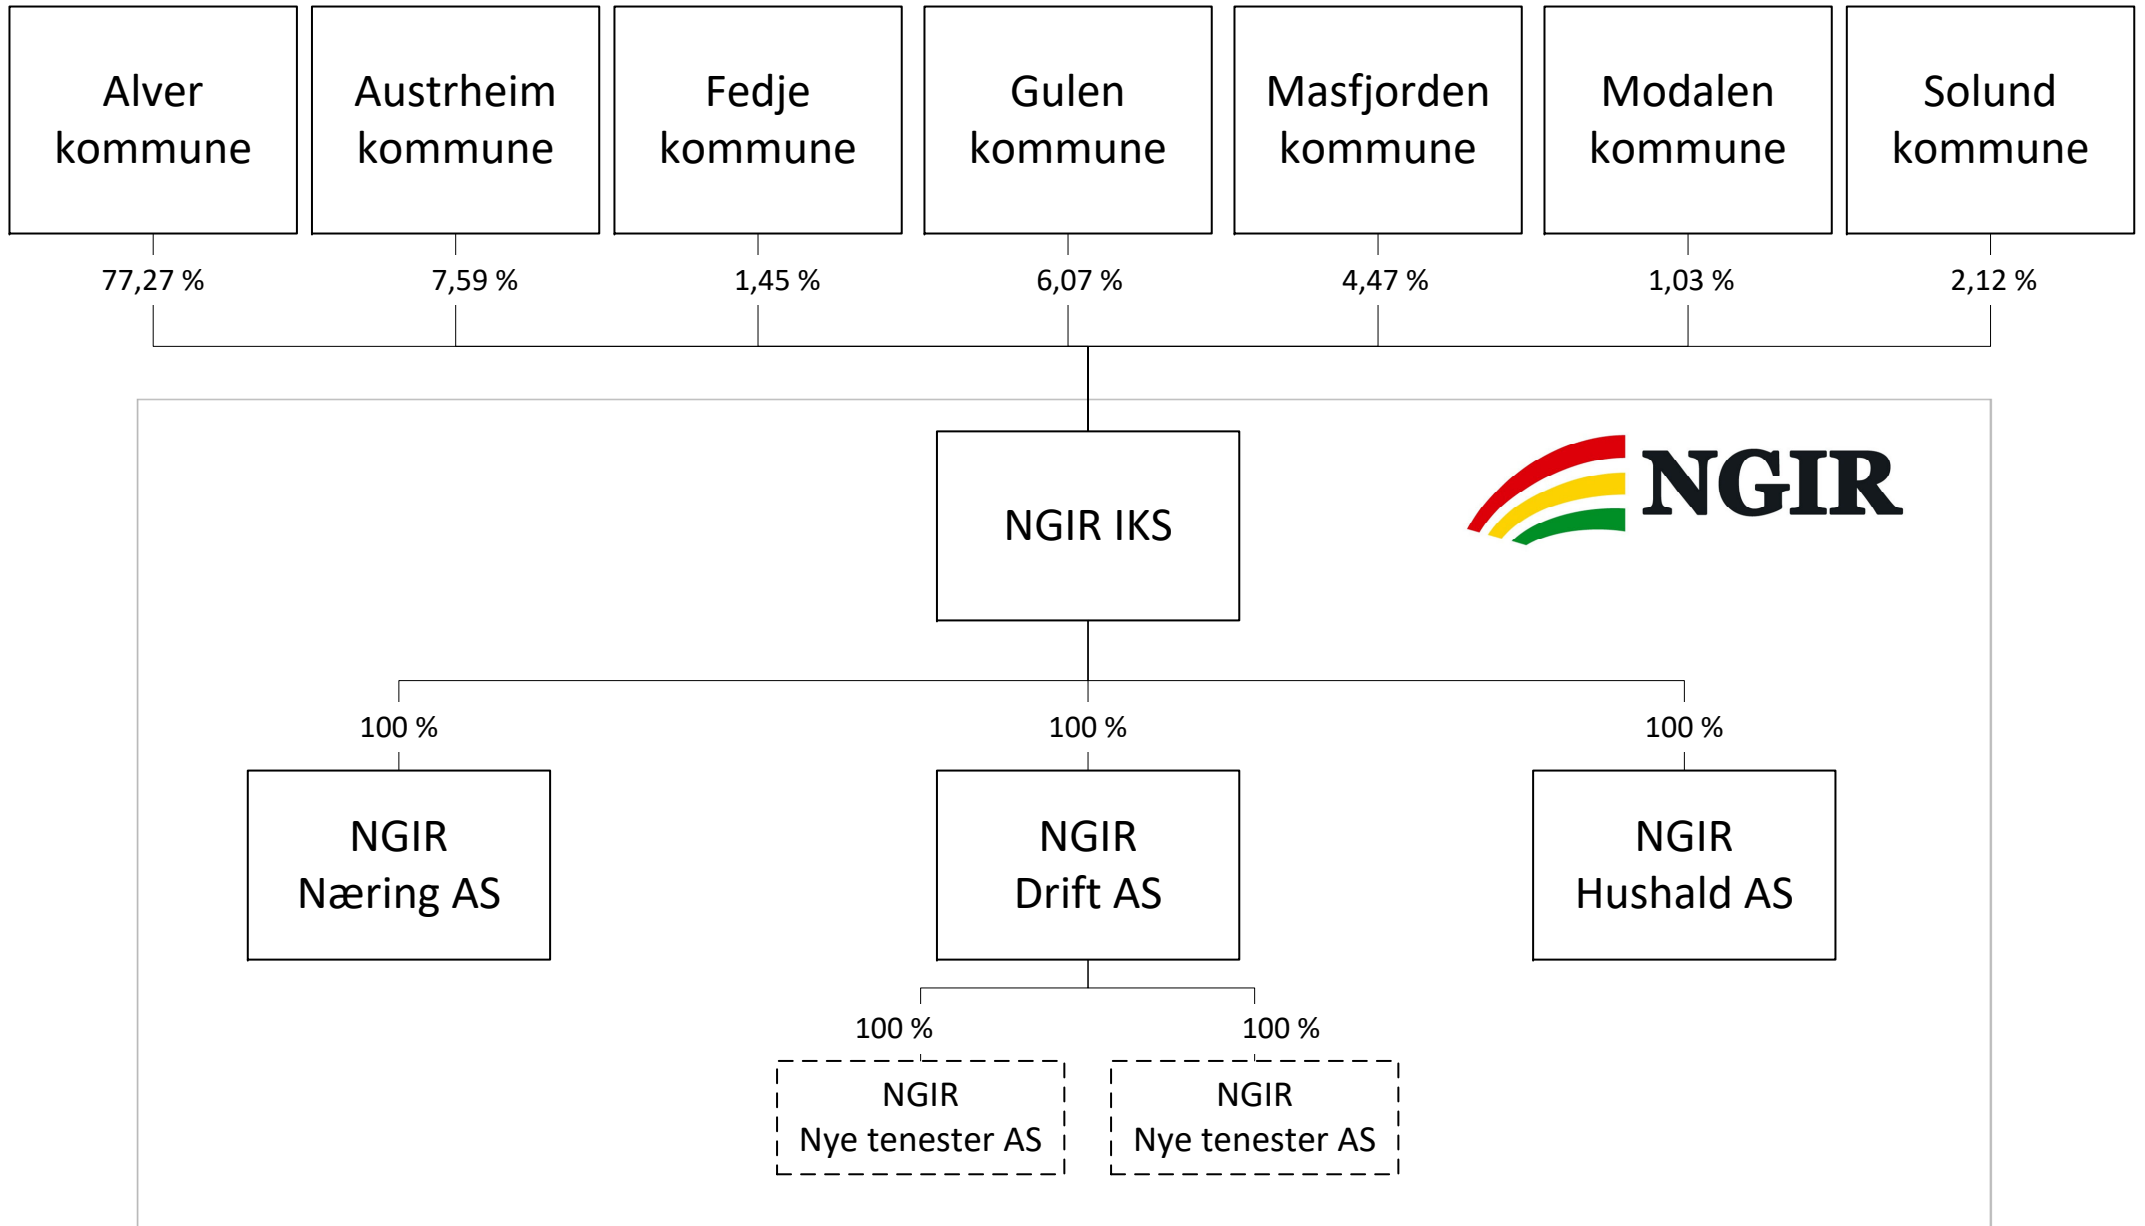 Alver
kommune
Austrheim
kommune
Fedje
kommune
Gulen
kommune
Masfjorden
kommune
Modalen
kommune
Solund
kommune
77,27 %
7,59 %
1,45 %
6,07 %
4,47 %
1,03 %
2,12 %
NGIR IKS
NGIR
100 %
100 %
100 %
NGIR
Næring AS
NGIR
Drift AS
NGIR
Hushald AS
100 %
100 %
NGIR
Nye tenester AS
NGIR
Nye tenester AS